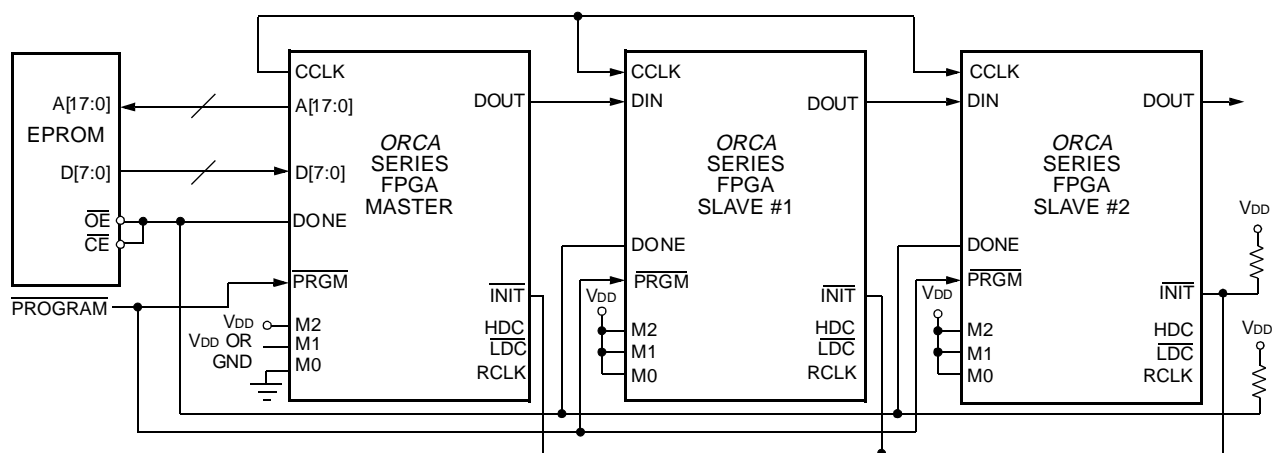 CCLK
A[17:0]
EPROM
D[7:0]
OE
CE
A[17:0]
D[7:0]
DONE
PRGM
PROGRAM
VDD
M2
VDD OR
M1
GND
M0
DOUT
ORCA
SERIES
FPGA
MASTER
INIT
HDC
LDC
RCLK
CCLK
DIN
DOUT
ORCA
SERIES
FPGA
SLAVE #1
DONE
PRGM
VDD
M2
M1
M0
INIT
HDC
LDC
RCLK
CCLK
DIN
DOUT
ORCA
SERIES
FPGA
SLAVE #2
DONE
PRGM
VDD
M2
M1
M0
INIT
HDC
LDC
RCLK
VDD
VDD